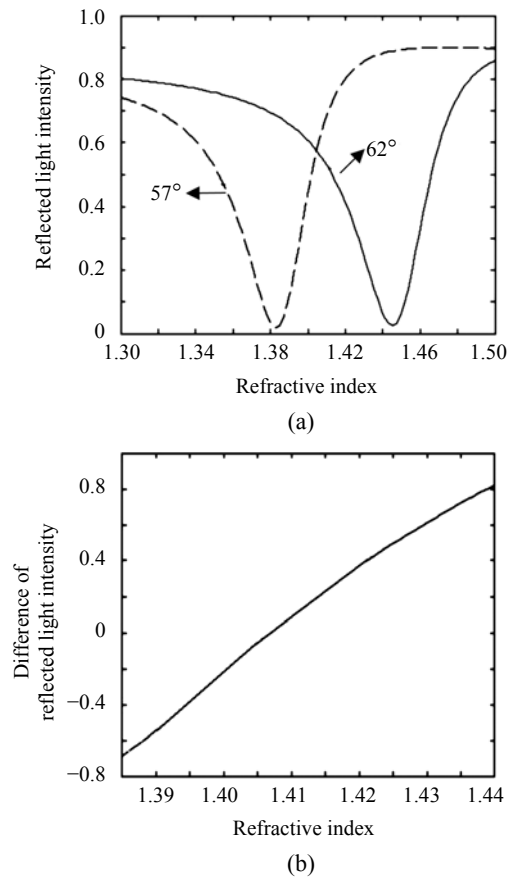 1.0
0.8
0.6
0.4
0.2
0
Reflected light intensity
57°
62°
1.30 1.34 1.38 1.42 1.46 1.50
Refractive index
(a)
0.8
0.4
0
−0.4
−0.8
Difference of
reflected light intensity
1.39 1.40 1.41 1.42 1.43 1.44
Refractive index
(b)